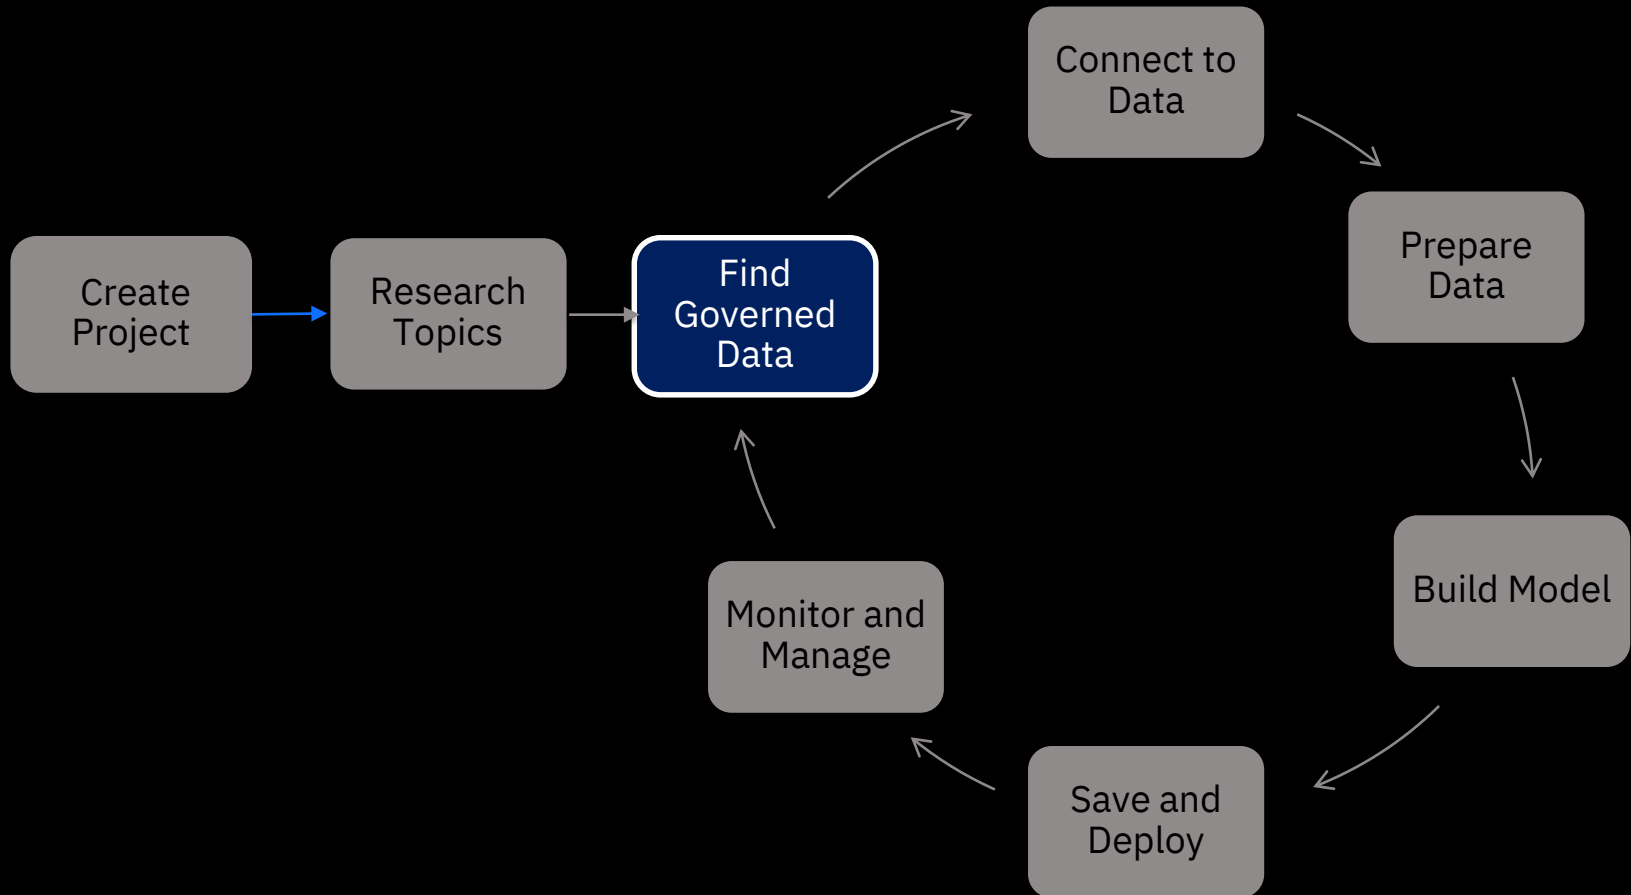 Create
Project
Research
Topics
Find
Governed
Data
Connect to
Data
Prepare
Data
Build Model
Save and
Deploy
Monitor and
Manage